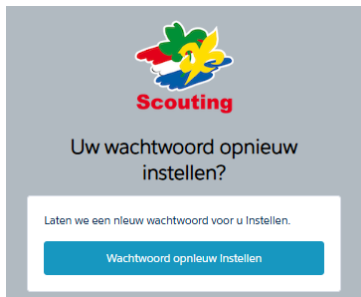 Scouting
Uw wachtwoord opnieuw
instellen?
Laten we een nieuw wachtwoord voor u Instellen.
Wachtwoord opnieuw Instellen